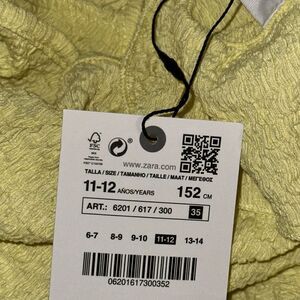 FSC
www.zara.com
TALLA / SIZE / TAMANHO / TAILLE / MAAT / ΜΕΓΕΘΟΣ
11-12 AÑOS/YEARS 152 CM
ART.: 6201 / 617 / 300 35
6-7 8-9 9-10 11-12 13-14
06201617300352